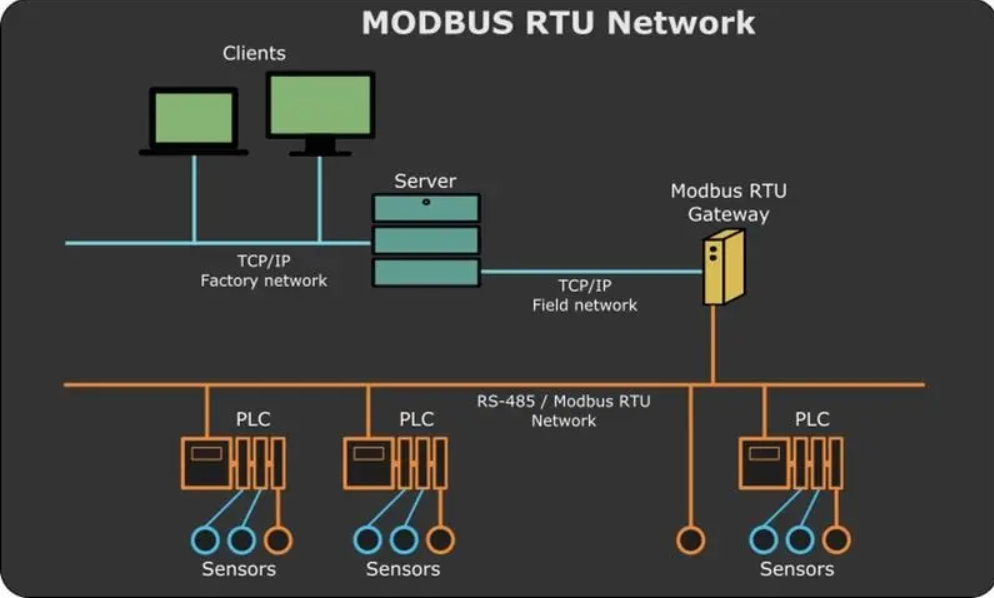 MODBUS RTU Network
Clients
Server
Modbus RTU
Gateway
TCP/IP
Factory network
TCP/IP
Field network
RS-485 / Modbus RTU
Network
PLC
PLC
PLC
Sensors
Sensors
Sensors